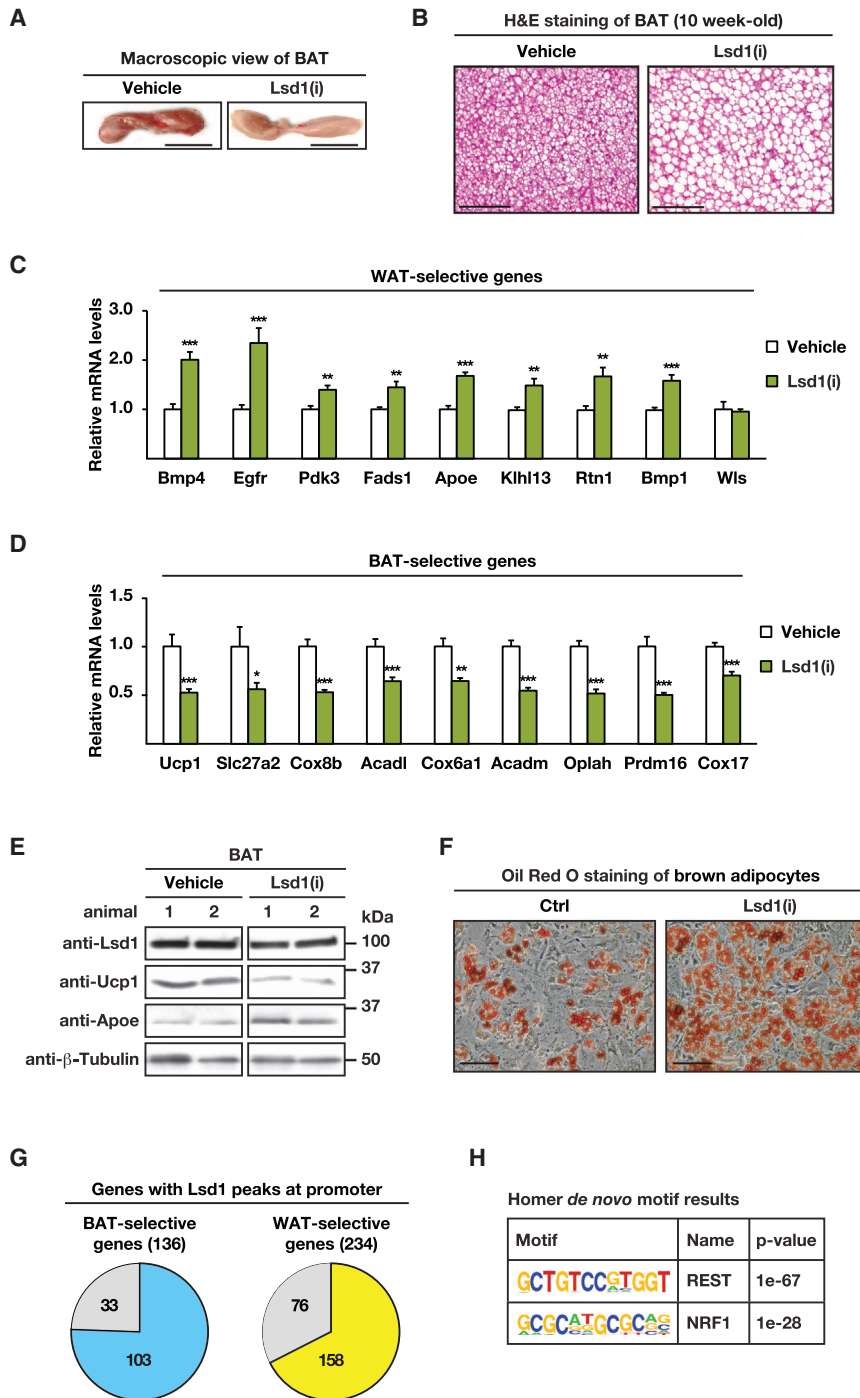 A
Macroscopic view of BAT
Vehicle Lsd1(i)
B
H&E staining of BAT (10 week-old)
Vehicle Lsd1(i)
C
WAT-selective genes
Relative mRNA levels
3.0
2.0
1.0
*** *** ** ** *** ** ** ***
Vehicle
Lsd1(i)
Bmp4 Egfr Pdk3 Fads1 Apoe Klhl13 Rtn1 Bmp1 Wls
D
BAT-selective genes
Relative mRNA levels
1.5
1.0
0.5
*** * *** *** ** *** *** *** ***
Vehicle
Lsd1(i)
Ucp1 Slc27a2 Cox8b Acadl Cox6a1 Acadm Oplah Prdm16 Cox17
E
BAT
Vehicle Lsd1(i)
animal 1 2 1 2 kDa
anti-Lsd1 100
37
anti-Ucp1
37
anti-Apoe
anti-β-Tubulin 50
F
Oil Red O staining of brown adipocytes
Ctrl Lsd1(i)
G
Genes with Lsd1 peaks at promoter
BAT-selective genes (136)
WAT-selective genes (234)
33
103
76
158
H
Homer de novo motif results
Motif Name p-value
GCTGTCCGTGGT REST 1e-67
GCGCATGCGCAG NRF1 1e-28